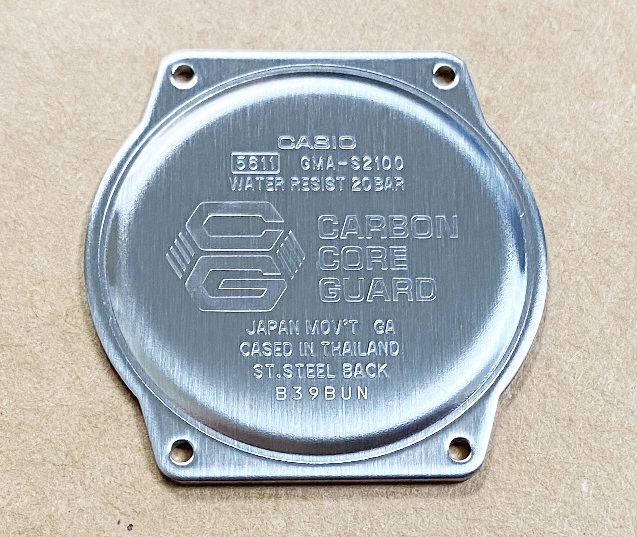 CASIO
5611 GMA-S2100
WATER RESIST 20BAR
CG
CARBON
CORE
GUARD
JAPAN MOV'T GA
CASED IN THAILAND
ST.STEEL BACK
B39BUN